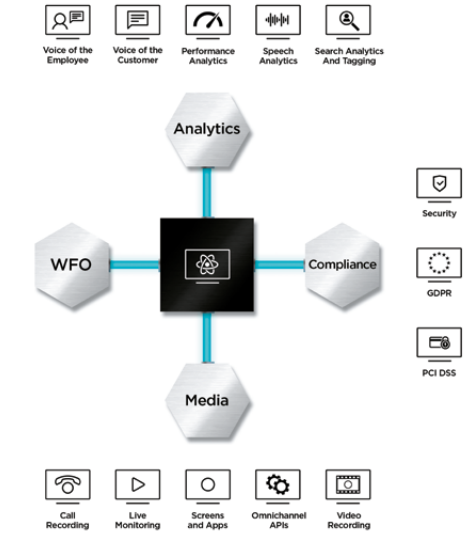 Voice of the
Employee
Voice of the
Customer
Performance
Analytics
Speech
Analytics
Search Analytics
And Tagging
Analytics
WFO
Compliance
Media
Security
GDPR
PCI DSS
Call
Recording
Live
Monitoring
Screens
and Apps
Omnichannel
APIs
Video
Recording